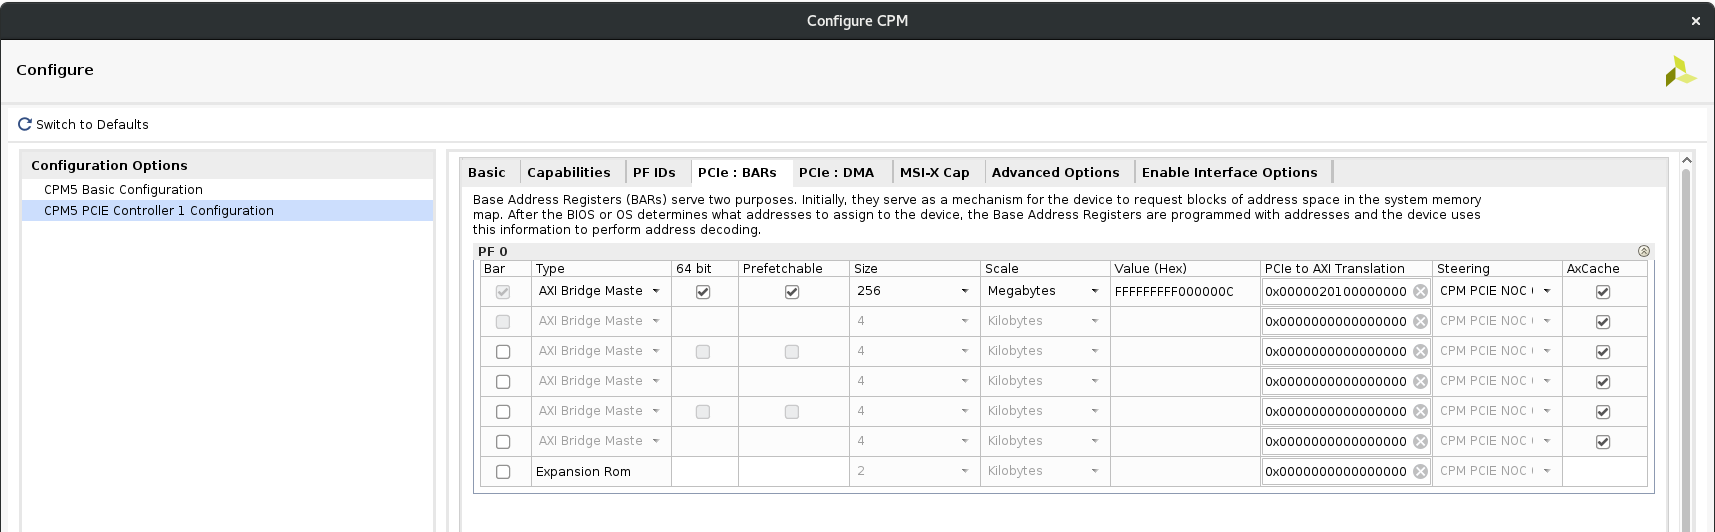 Configure CPM
Configure
Switch to Defaults
Configuration Options
CPM5 Basic Configuration
CPM5 PCIE Controller 1 Configuration
Basic Capabilities PF IDs PCIe : BARs PCIe : DMA MSI-X Cap Advanced Options Enable Interface Options
Base Address Registers (BARs) serve two purposes. Initially, they serve as a mechanism for the device to request blocks of address space in the system memory
map. After the BIOS or OS determines what addresses to assign to the device, the Base Address Registers are programmed with addresses and the device uses
this information to perform address decoding.
PF 0
Bar Type 64 bit Prefetchable Size Scale Value (Hex) PCIe to AXI Translation Steering AxCache
AXI Bridge Maste 256 Megabytes FFFFFFFFF000000C 0x0000020100000000 CPM PCIE NOC
AXI Bridge Maste 4 Kilobytes 0x0000000000000000 CPM PCIE NOC
AXI Bridge Maste 4 Kilobytes 0x0000000000000000 CPM PCIE NOC
AXI Bridge Maste 4 Kilobytes 0x0000000000000000 CPM PCIE NOC
AXI Bridge Maste 4 Kilobytes 0x0000000000000000 CPM PCIE NOC
AXI Bridge Maste 4 Kilobytes 0x0000000000000000 CPM PCIE NOC
Expansion Rom 2 Kilobytes 0x0000000000000000 CPM PCIE NOC